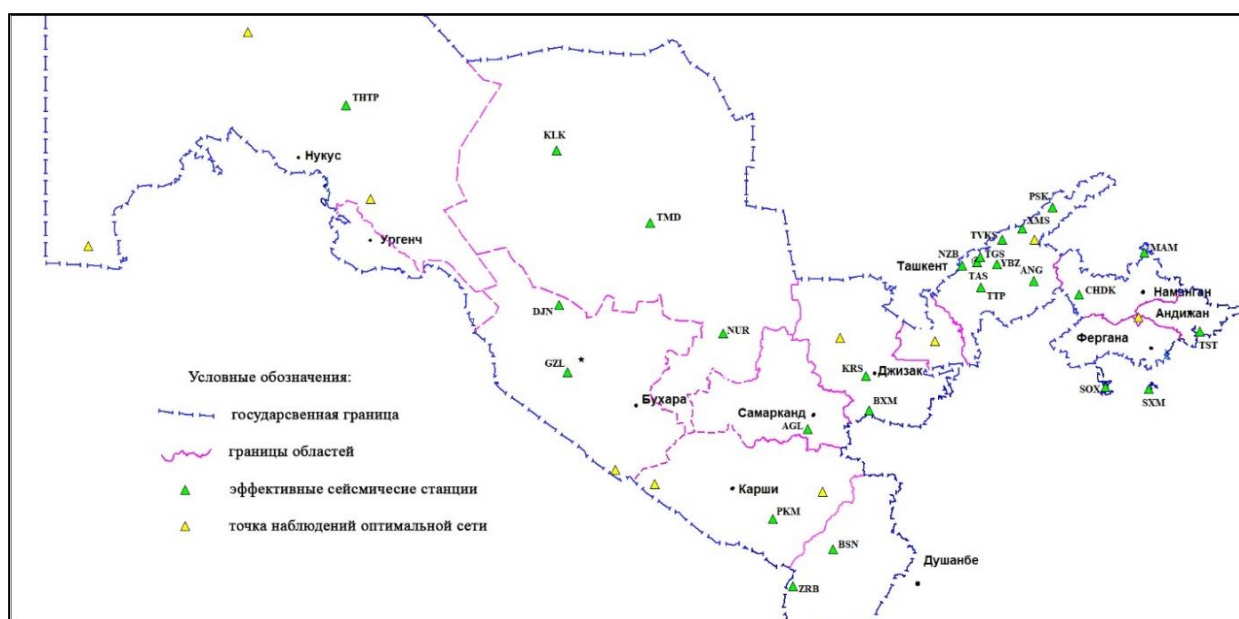 THTP
KLK
Нукус
PSK
TMD
XMS
TVKS
Ургенч
MAM
NZB
TGS
Ташкент
YBZ
TAS
ANG
CHDK
Наманган
TTP
DJN
Андижан
NUR
Фергана
TST
GZL
KRS
Джизак
Условные обозначения:
SOX
SXM
Бухара
BXM
государсвенная граница
Самарканд
AGL
границы областей
эффективные сейсмичесие станции
Карши
PKM
точка наблюдений оптимальной сети
BSN
Душанбе
ZRB